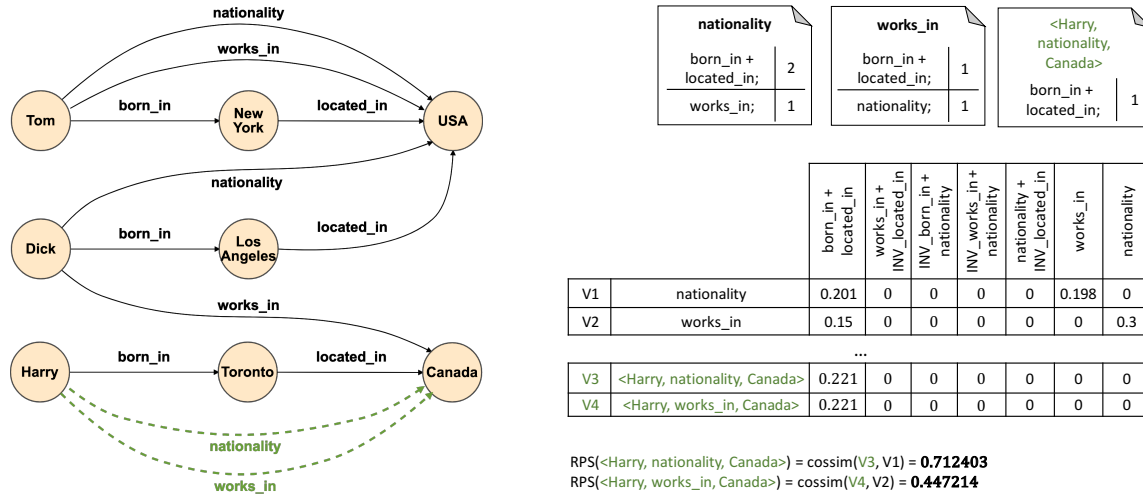 nationality
works_in
Tom
born_in
New
York
located_in
USA
nationality
Dick
born_in
Los
Angeles
located_in
works_in
Harry
born_in
Toronto
located_in
Canada
nationality
works_in
nationality
born_in +
located_in;
2
works_in;
1
works_in
born_in +
located_in;
1
nationality;
1
<Harry,
nationality,
Canada>
born_in +
located_in;
1
born_in +
located_in
works_in +
INV_located_in
INV_born_in +
nationality
INV_works_in +
nationality
nationality +
INV_located_in
works_in
nationality
V1 nationality 0.201 0 0 0 0 0.198 0
V2 works_in 0.15 0 0 0 0 0 0.3
...
V3 <Harry, nationality, Canada> 0.221 0 0 0 0 0 0
V4 <Harry, works_in, Canada> 0.221 0 0 0 0 0 0
RPS(<Harry, nationality, Canada>) = cossim(V3, V1) = 0.712403
RPS(<Harry, works_in, Canada>) = cossim(V4, V2) = 0.447214